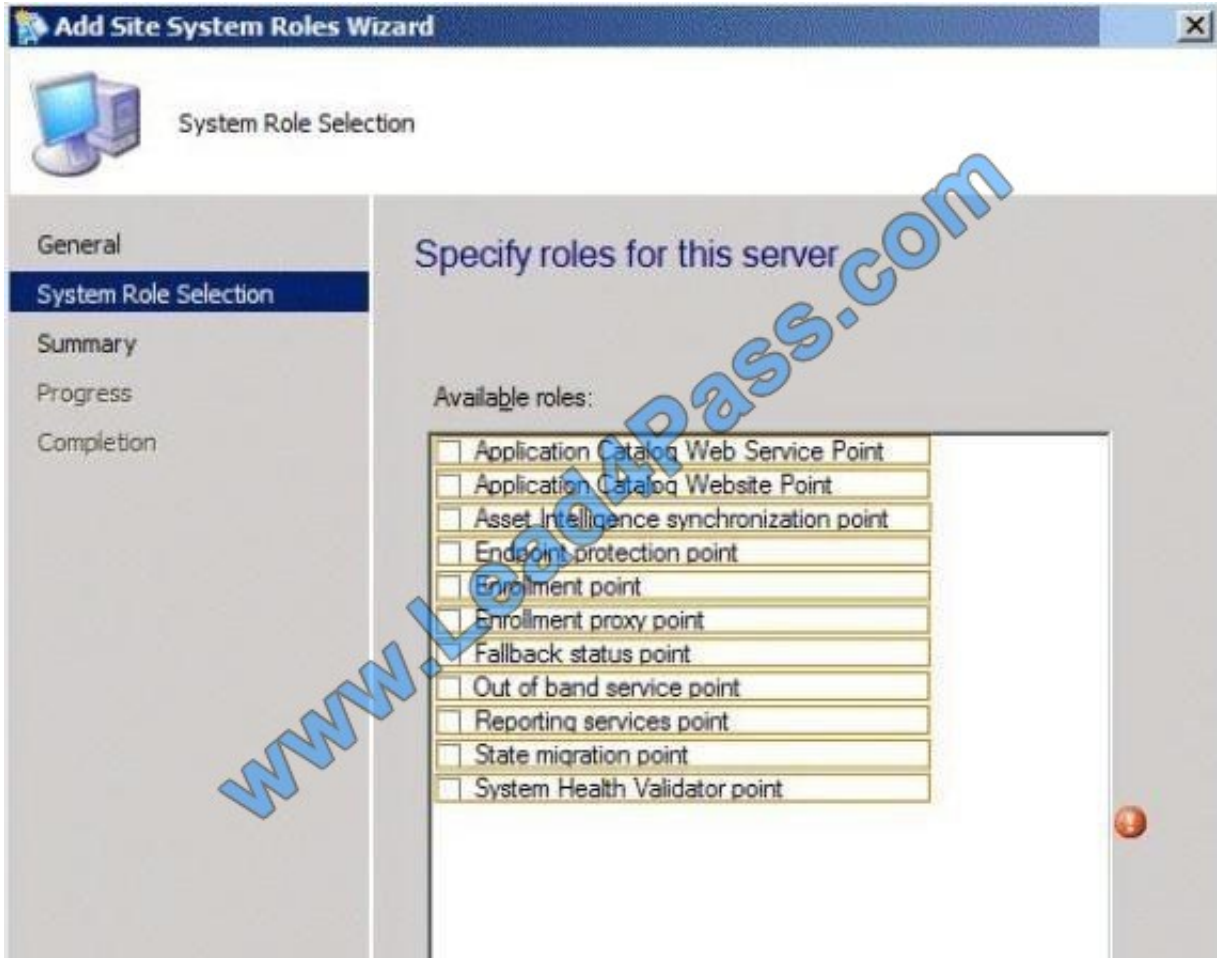 Add Site System Roles Wizard
System Role Selection
General
System Role Selection
Summary
Progress
Completion
Specify roles for this server
Available roles:
Application Catalog Web Service Point
Application Catalog Website Point
Asset Intelligence synchronization point
Endpoint protection point
Enrollment point
Enrollment proxy point
Fallback status point
Out of band service point
Reporting services point
State migration point
System Health Validator point
www.Lead4Pass.com